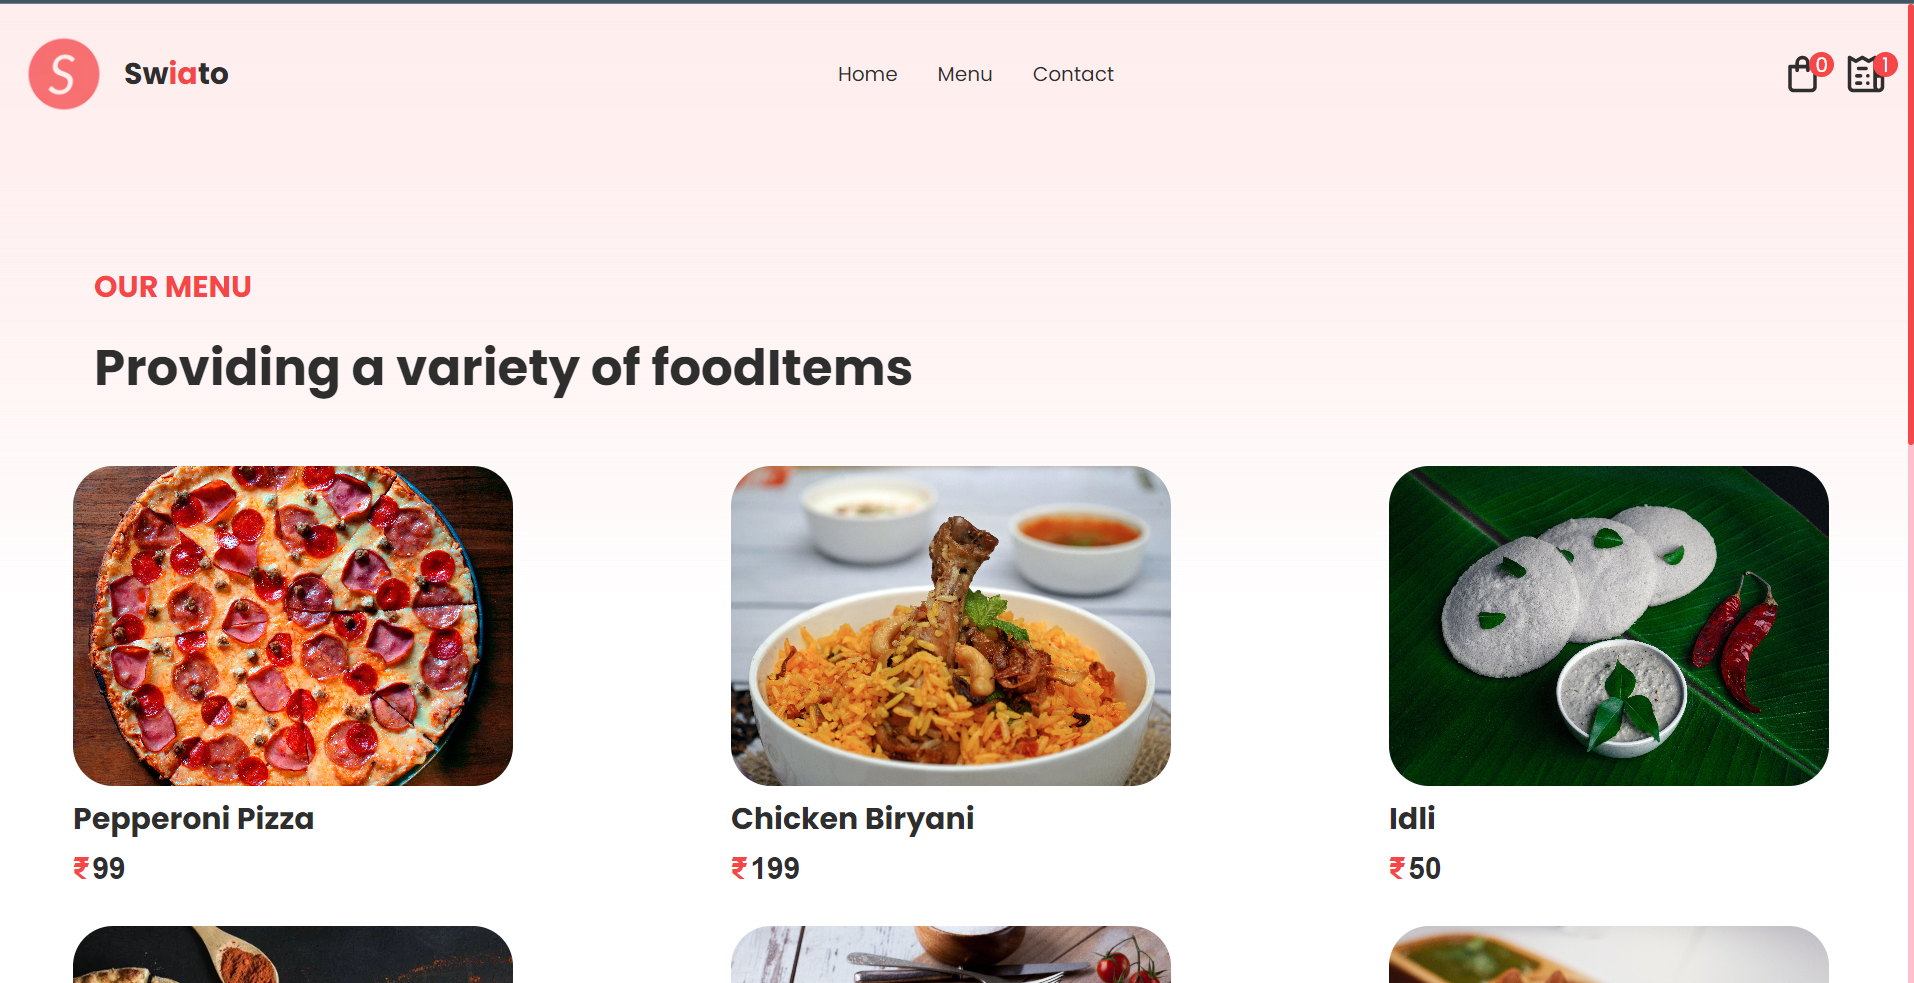 S
Swiato
Home Menu Contact
0 1
OUR MENU
Providing a variety of foodItems
Pepperoni Pizza
₹99
Chicken Biryani
₹199
Idli
₹50